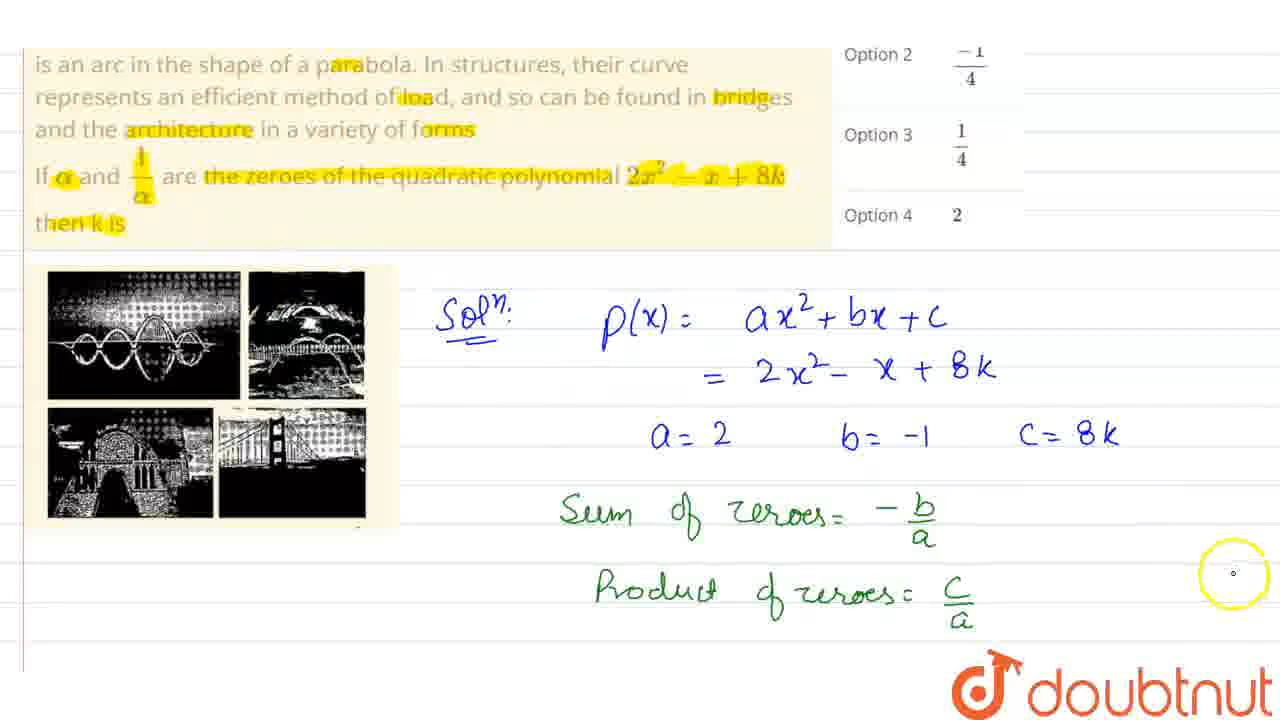 is an arc in the shape of a parabola. In structures, their curve
represents an efficient method of load, and so can be found in bridges
and the architecture in a variety of forms
If α and 1/α are the zeroes of the quadratic polynomial 2x² − x + 8k
then k is
Option 2 −1/4
Option 3 1/4
Option 4 2
Solⁿ:
p(x) = ax² + bx + c
= 2x² − x + 8k
a = 2 b = −1 c = 8k
Sum of zeroes = − b/a
Product of zeroes = c/a
doubtnut